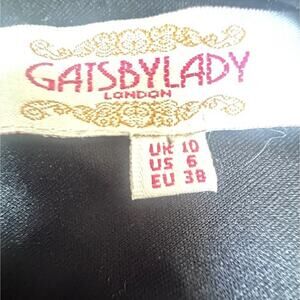 GATSBYLADY
LONDON
UK 10
US 6
EU 38